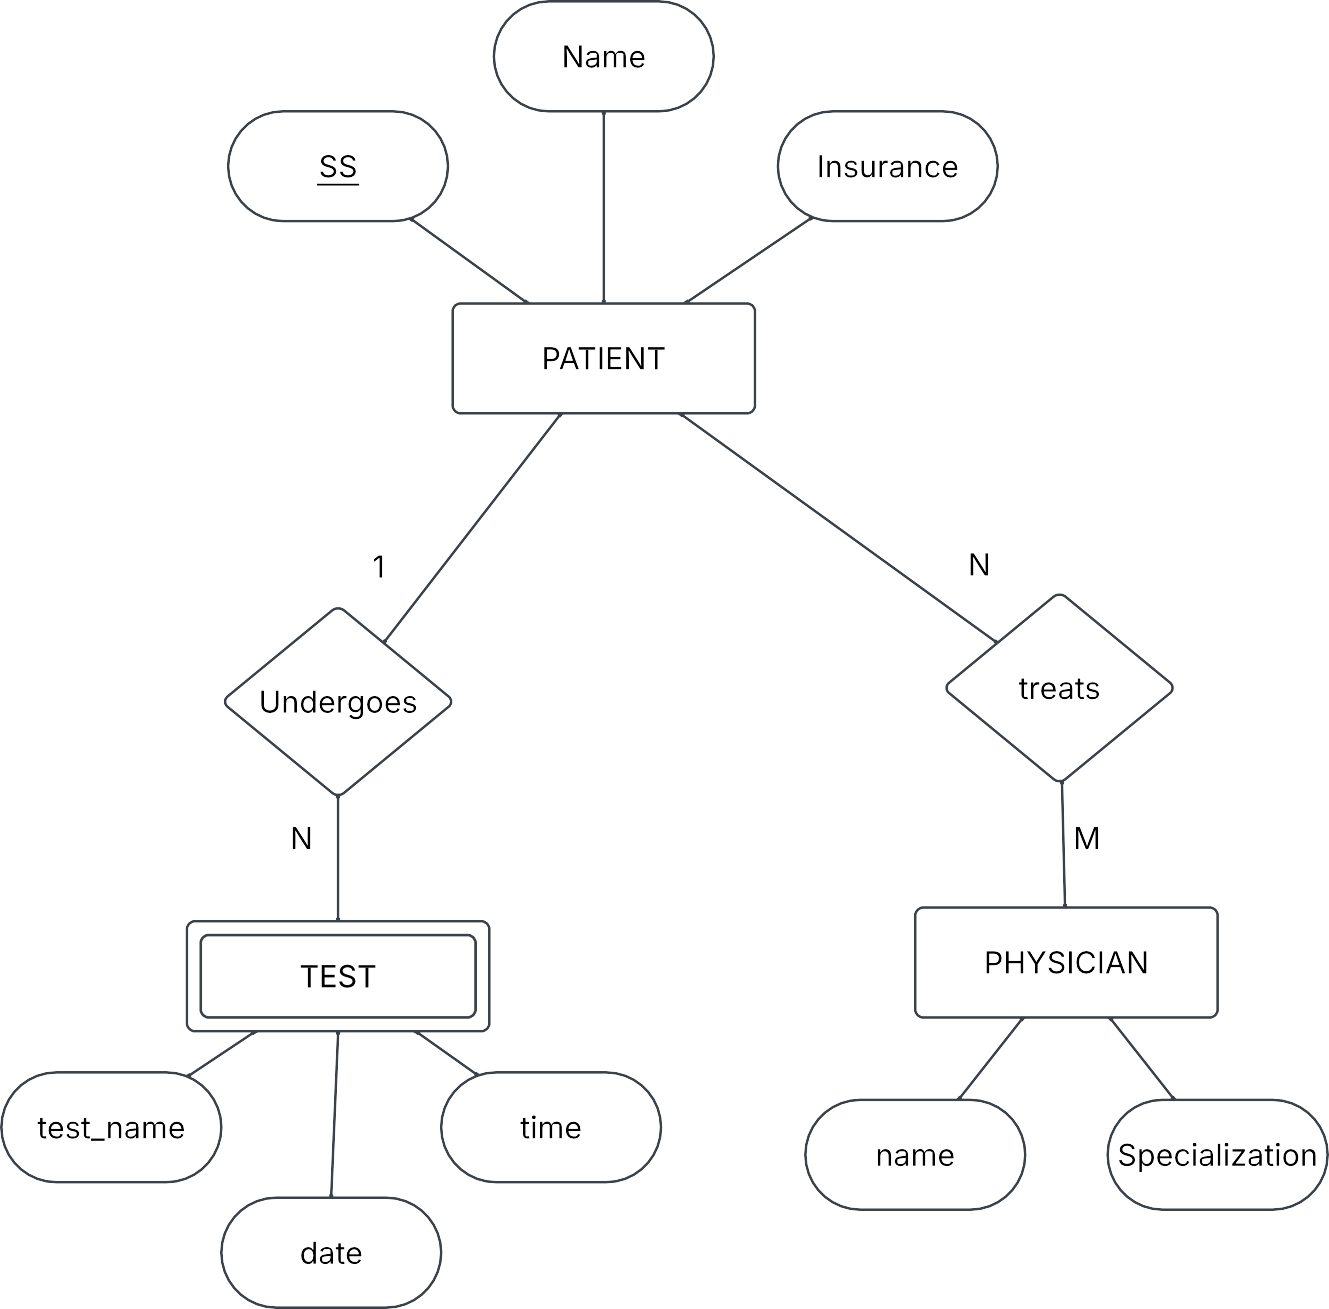 Name
SS
Insurance
PATIENT
1
N
Undergoes
treats
N
M
TEST
PHYSICIAN
test_name
time
name
Specialization
date